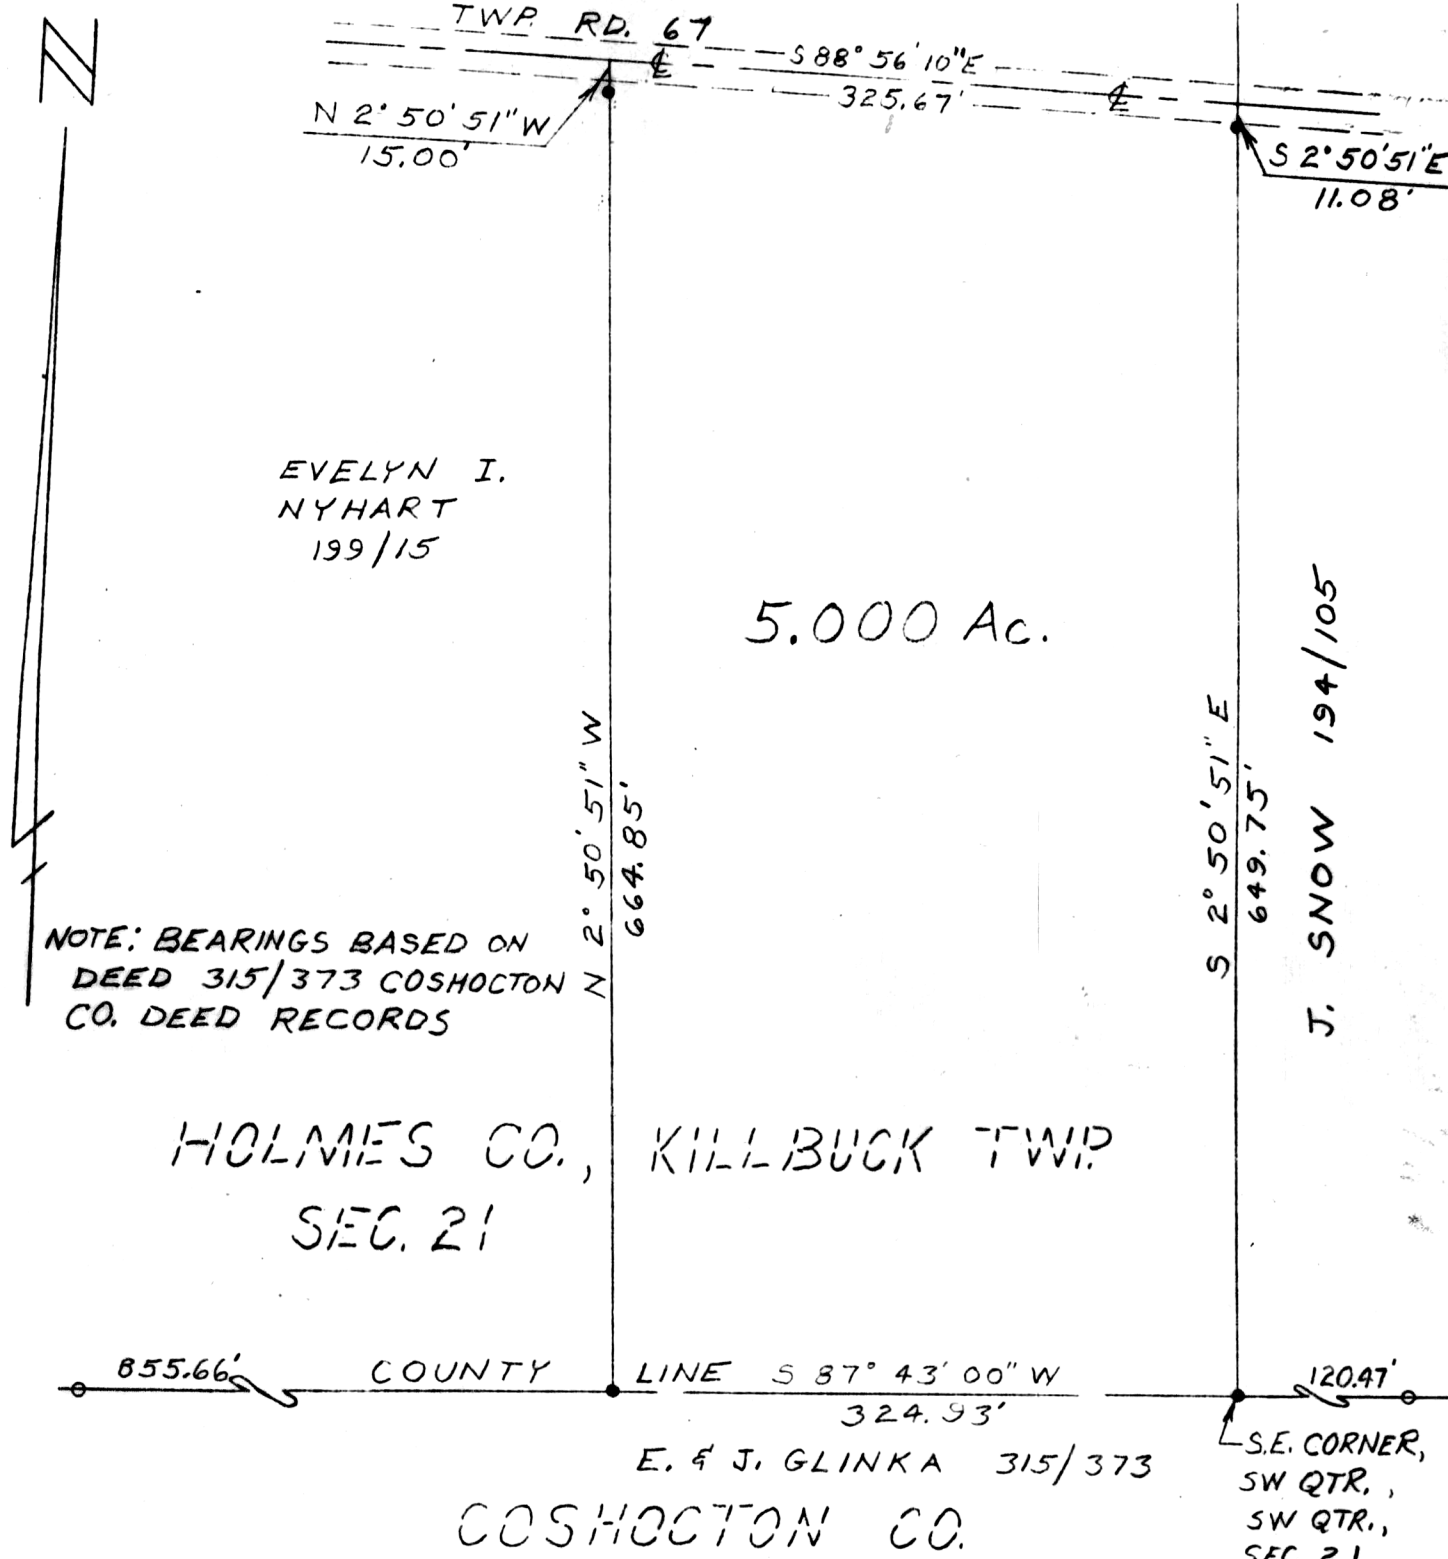 N
TWP. RD. 67
S 88° 56' 10" E
325.67'
N 2° 50' 51" W
15.00'
S 2° 50' 51" E
11.08'
EVELYN I.
NYHART
199/15
5.000 Ac.
N 2° 50' 51" W
664.85'
S 2° 50' 51" E
649.75'
J. SNOW 194/105
NOTE: BEARINGS BASED ON
DEED 315/373 COSHOCTON
CO. DEED RECORDS
HOLMES CO., KILLBUCK TWP.
SEC. 21
855.66' COUNTY LINE S 87° 43' 00" W 120.47'
324.93'
E. & J. GLINKA 315/373
COSHOCTON CO.
S.E. CORNER,
SW QTR.,
SW QTR.,
SEC. 21